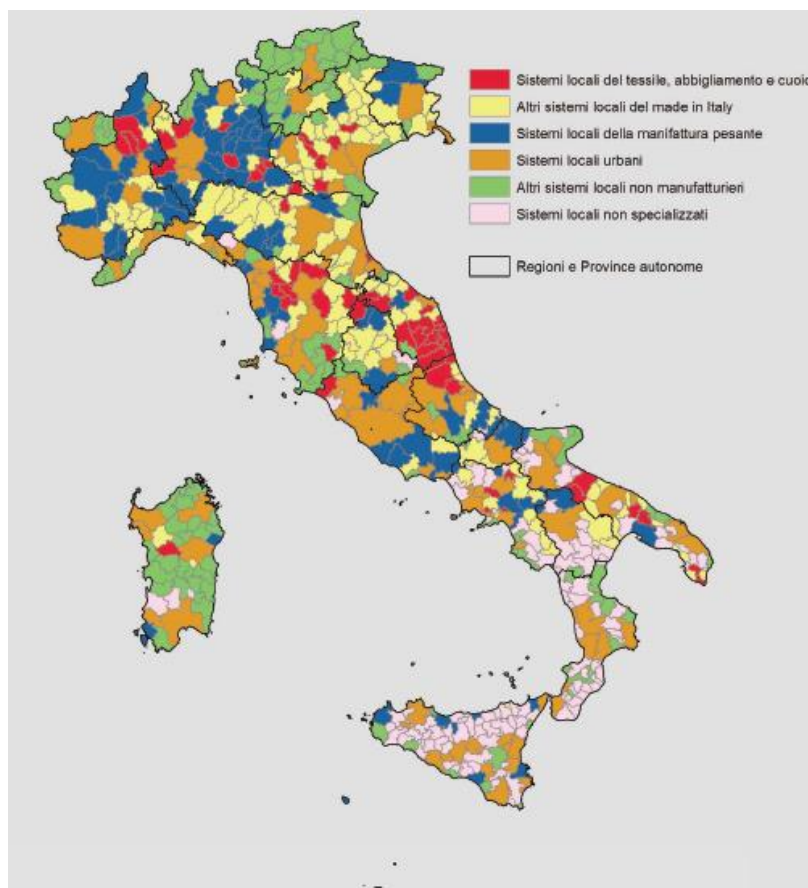 Sistemi locali del tessile, abbigliamento e cuoio
Altri sistemi locali del made in Italy
Sistemi locali della manifattura pesante
Sistemi locali urbani
Altri sistemi locali non manufatturieri
Sistemi locali non specializzati
Regioni e Province autonome